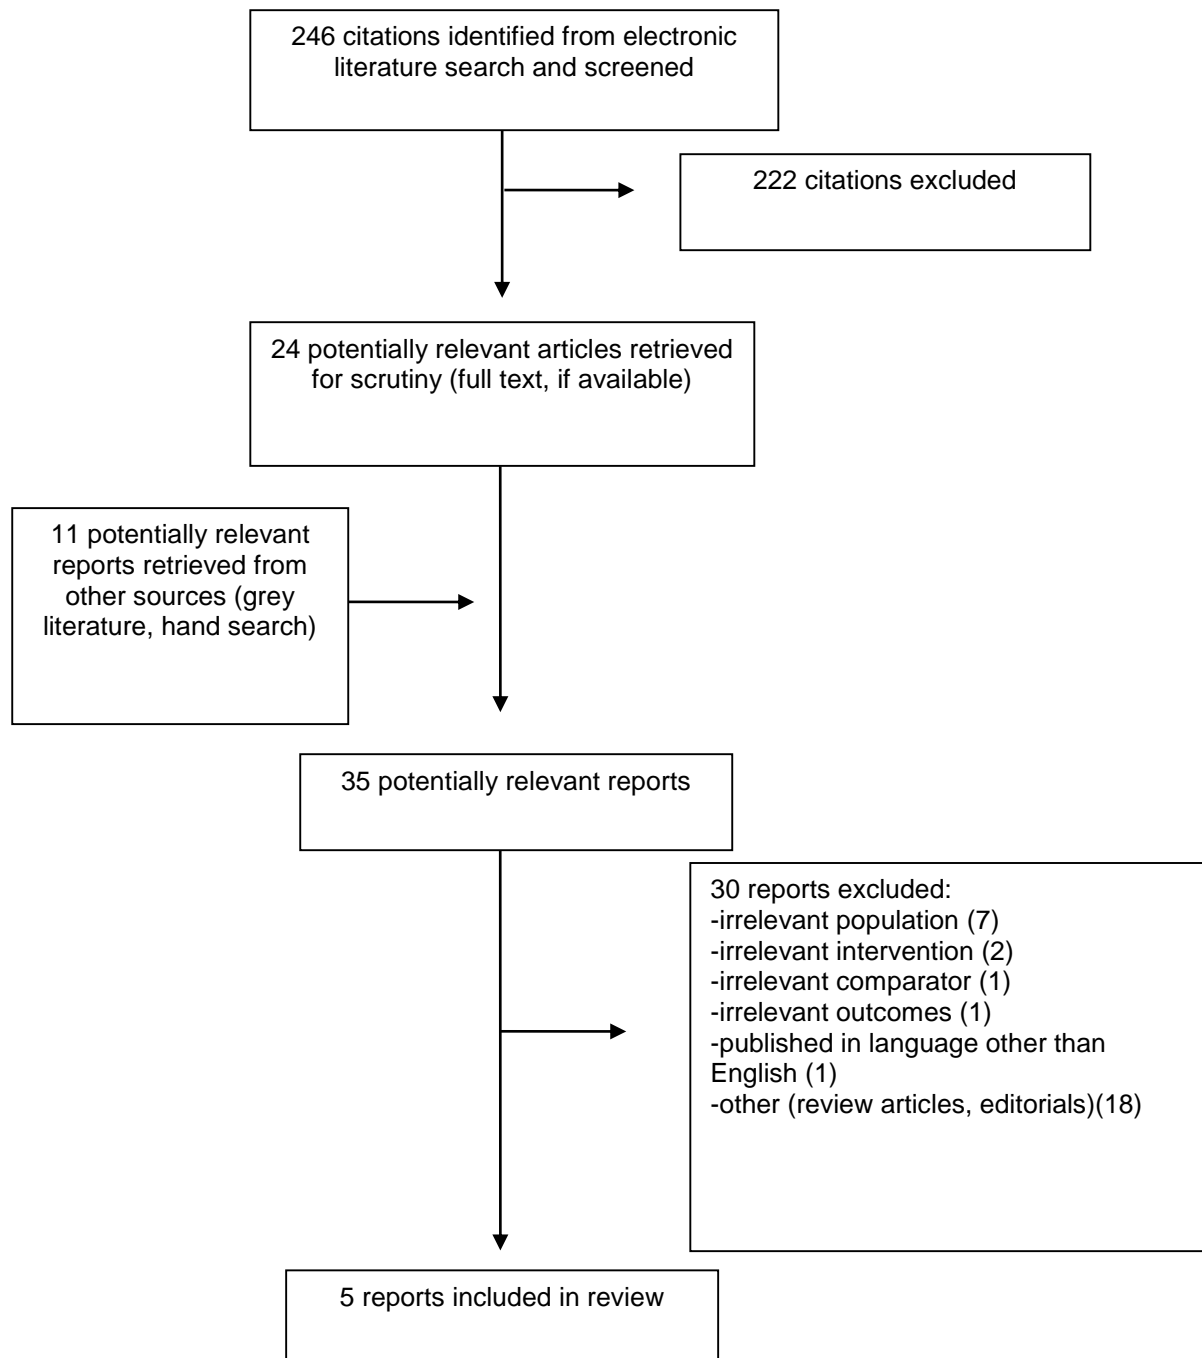 246 citations identified from electronic
literature search and screened
222 citations excluded
24 potentially relevant articles retrieved
for scrutiny (full text, if available)
11 potentially relevant
reports retrieved from
other sources (grey
literature, hand search)
35 potentially relevant reports
30 reports excluded:
-irrelevant population (7)
-irrelevant intervention (2)
-irrelevant comparator (1)
-irrelevant outcomes (1)
-published in language other than
English (1)
-other (review articles, editorials)(18)
5 reports included in review